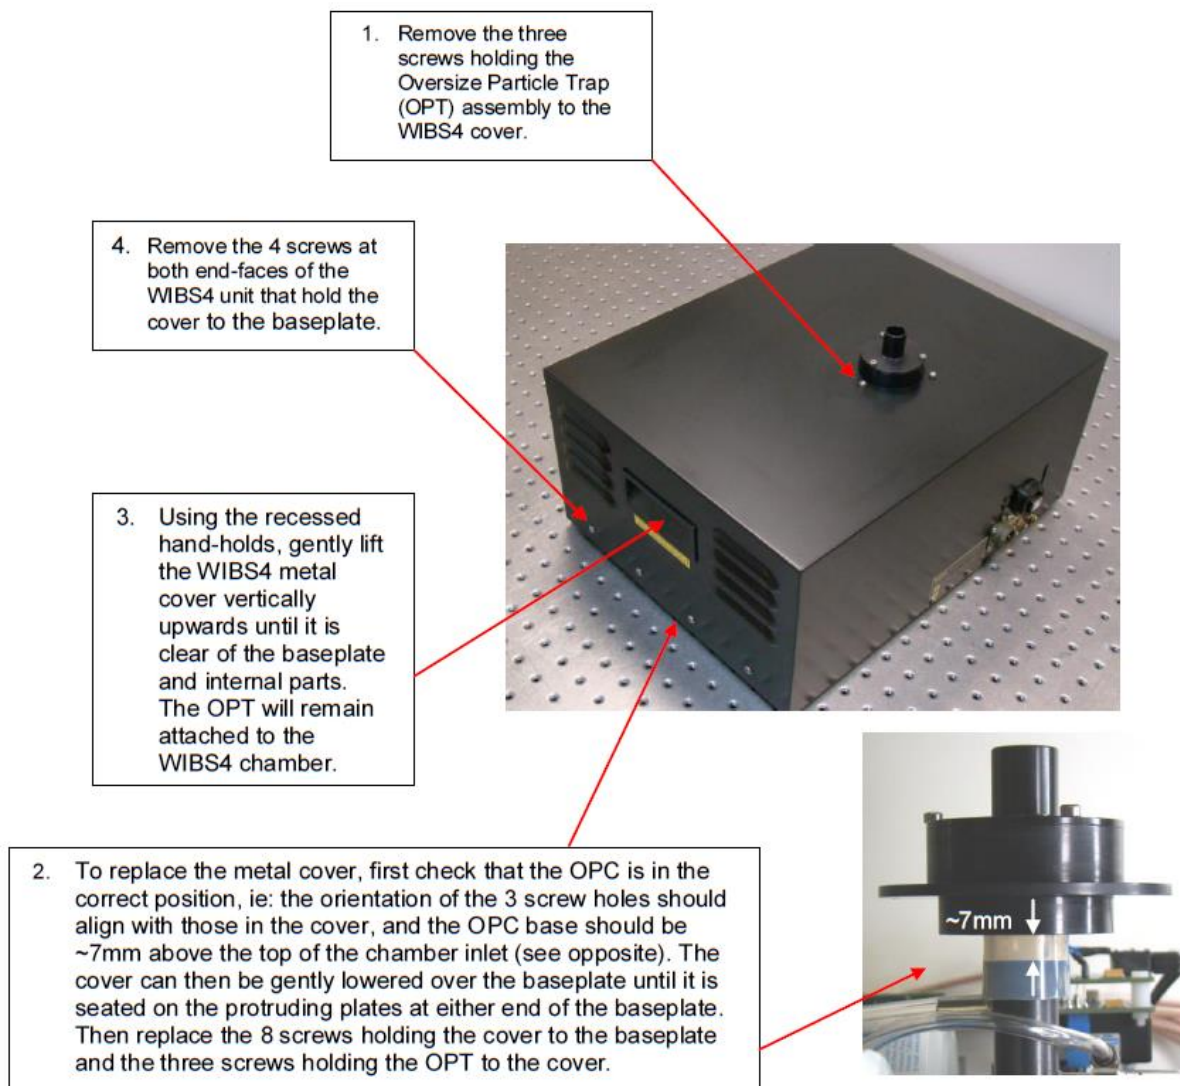 1. Remove the three
screws holding the
Oversize Particle Trap
(OPT) assembly to the
WIBS4 cover.
4. Remove the 4 screws at
both end-faces of the
WIBS4 unit that hold the
cover to the baseplate.
3. Using the recessed
hand-holds, gently lift
the WIBS4 metal
cover vertically
upwards until it is
clear of the baseplate
and internal parts.
The OPT will remain
attached to the
WIBS4 chamber.
2. To replace the metal cover, first check that the OPC is in the
correct position, ie: the orientation of the 3 screw holes should
align with those in the cover, and the OPC base should be
~7mm above the top of the chamber inlet (see opposite). The
cover can then be gently lowered over the baseplate until it is
seated on the protruding plates at either end of the baseplate.
Then replace the 8 screws holding the cover to the baseplate
and the three screws holding the OPT to the cover.
~7mm